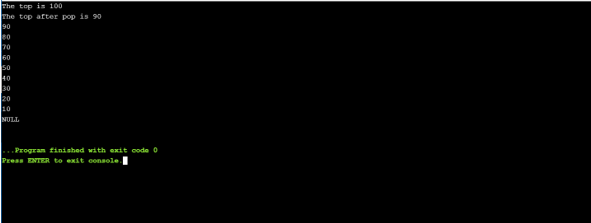 The top is 100
The top after pop is 90
90
80
70
60
50
40
30
20
10
NULL
...Program finished with exit code 0
Press ENTER to exit console.